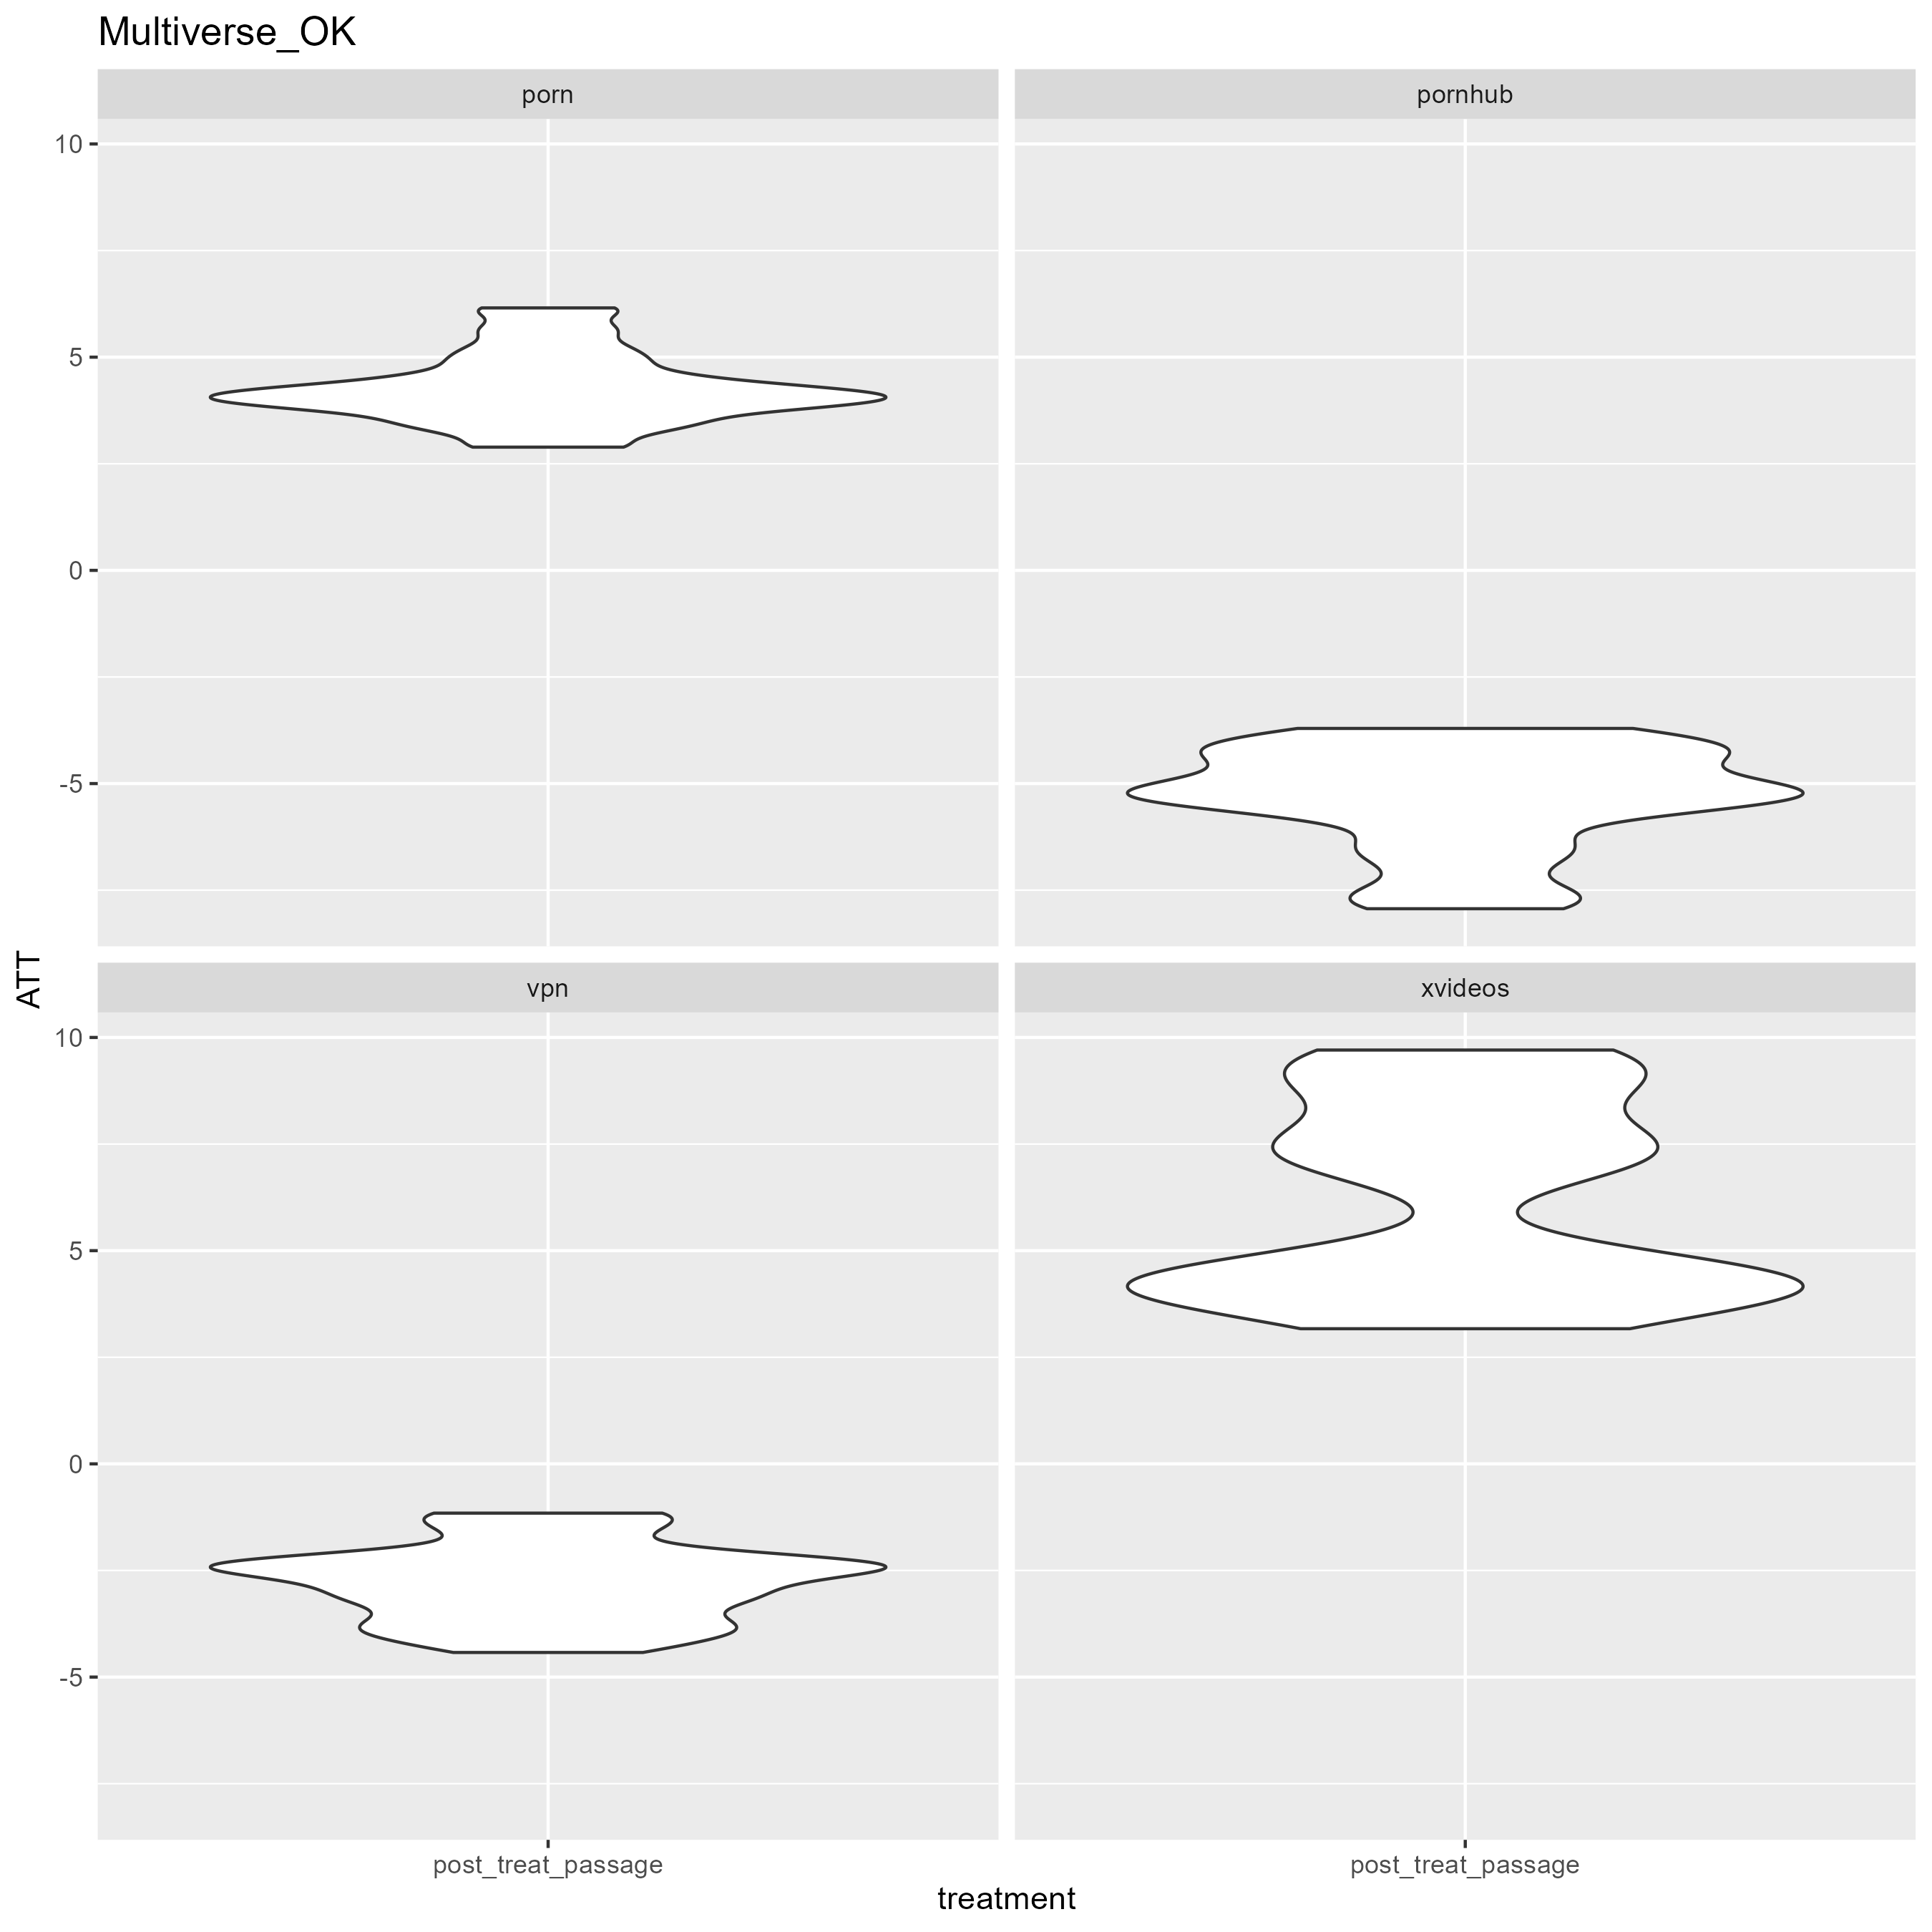 Multiverse_OK
porn
pornhub
10
5
0
-5
ATT
vpn
xvideos
10
5
0
-5
post_treat_passage
post_treat_passage
treatment